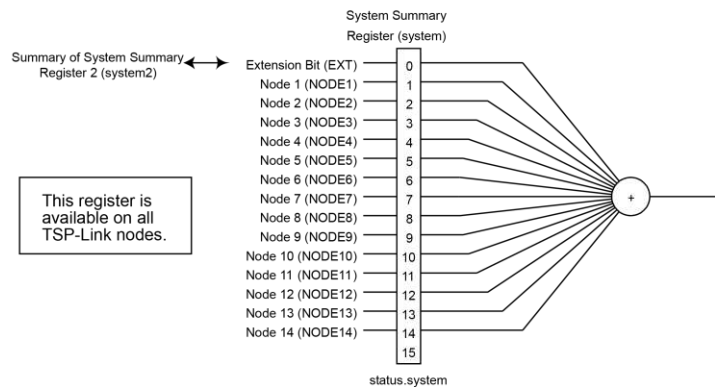 System Summary
Register (system)
Summary of System Summary
Register 2 (system2)
Extension Bit (EXT) 0
Node 1 (NODE1) 1
Node 2 (NODE2) 2
Node 3 (NODE3) 3
Node 4 (NODE4) 4
Node 5 (NODE5) 5
Node 6 (NODE6) 6
Node 7 (NODE7) 7
Node 8 (NODE8) 8
Node 9 (NODE9) 9
Node 10 (NODE10) 10
Node 11 (NODE11) 11
Node 12 (NODE12) 12
Node 13 (NODE13) 13
Node 14 (NODE14) 14
15
+
This register is
available on all
TSP-Link nodes.
status.system